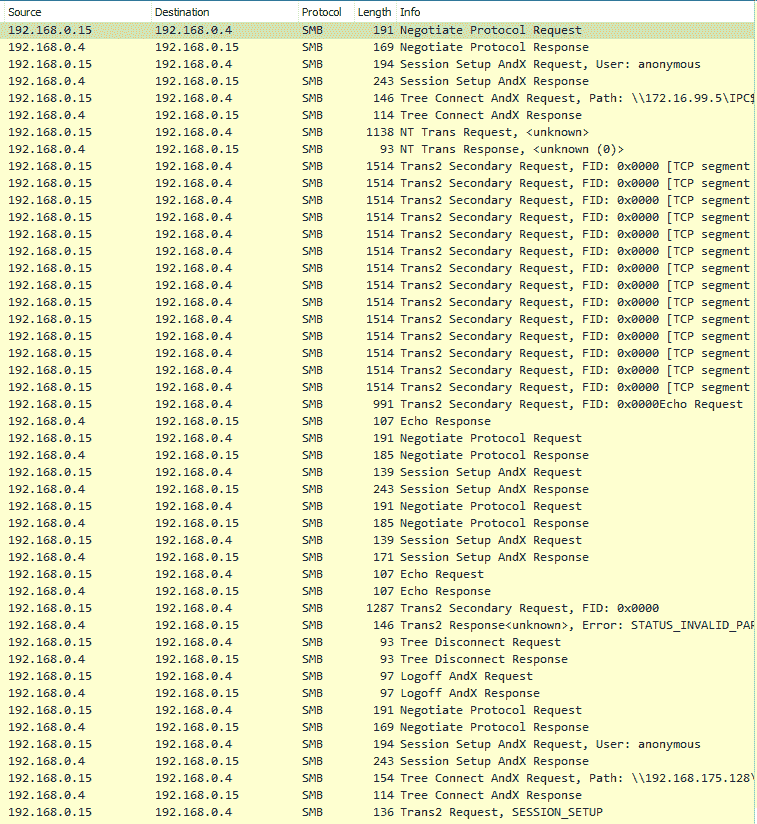 Source Destination Protocol Length Info
192.168.0.15 192.168.0.4 SMB 191 Negotiate Protocol Request
192.168.0.4 192.168.0.15 SMB 169 Negotiate Protocol Response
192.168.0.15 192.168.0.4 SMB 194 Session Setup AndX Request, User: anonymous
192.168.0.4 192.168.0.15 SMB 243 Session Setup AndX Response
192.168.0.15 192.168.0.4 SMB 146 Tree Connect AndX Request, Path: \\172.16.99.5\IPC$
192.168.0.4 192.168.0.15 SMB 114 Tree Connect AndX Response
192.168.0.15 192.168.0.4 SMB 1138 NT Trans Request, <unknown>
192.168.0.4 192.168.0.15 SMB 93 NT Trans Response, <unknown (0)>
192.168.0.15 192.168.0.4 SMB 1514 Trans2 Secondary Request, FID: 0x0000 [TCP segment
192.168.0.15 192.168.0.4 SMB 1514 Trans2 Secondary Request, FID: 0x0000 [TCP segment
192.168.0.15 192.168.0.4 SMB 1514 Trans2 Secondary Request, FID: 0x0000 [TCP segment
192.168.0.15 192.168.0.4 SMB 1514 Trans2 Secondary Request, FID: 0x0000 [TCP segment
192.168.0.15 192.168.0.4 SMB 1514 Trans2 Secondary Request, FID: 0x0000 [TCP segment
192.168.0.15 192.168.0.4 SMB 1514 Trans2 Secondary Request, FID: 0x0000 [TCP segment
192.168.0.15 192.168.0.4 SMB 1514 Trans2 Secondary Request, FID: 0x0000 [TCP segment
192.168.0.15 192.168.0.4 SMB 1514 Trans2 Secondary Request, FID: 0x0000 [TCP segment
192.168.0.15 192.168.0.4 SMB 1514 Trans2 Secondary Request, FID: 0x0000 [TCP segment
192.168.0.15 192.168.0.4 SMB 1514 Trans2 Secondary Request, FID: 0x0000 [TCP segment
192.168.0.15 192.168.0.4 SMB 1514 Trans2 Secondary Request, FID: 0x0000 [TCP segment
192.168.0.15 192.168.0.4 SMB 1514 Trans2 Secondary Request, FID: 0x0000 [TCP segment
192.168.0.15 192.168.0.4 SMB 1514 Trans2 Secondary Request, FID: 0x0000 [TCP segment
192.168.0.15 192.168.0.4 SMB 1514 Trans2 Secondary Request, FID: 0x0000 [TCP segment
192.168.0.15 192.168.0.4 SMB 991 Trans2 Secondary Request, FID: 0x0000Echo Request
192.168.0.4 192.168.0.15 SMB 107 Echo Response
192.168.0.15 192.168.0.4 SMB 191 Negotiate Protocol Request
192.168.0.4 192.168.0.15 SMB 185 Negotiate Protocol Response
192.168.0.15 192.168.0.4 SMB 139 Session Setup AndX Request
192.168.0.4 192.168.0.15 SMB 243 Session Setup AndX Response
192.168.0.15 192.168.0.4 SMB 191 Negotiate Protocol Request
192.168.0.4 192.168.0.15 SMB 185 Negotiate Protocol Response
192.168.0.15 192.168.0.4 SMB 139 Session Setup AndX Request
192.168.0.4 192.168.0.15 SMB 171 Session Setup AndX Response
192.168.0.15 192.168.0.4 SMB 107 Echo Request
192.168.0.4 192.168.0.15 SMB 107 Echo Response
192.168.0.15 192.168.0.4 SMB 1287 Trans2 Secondary Request, FID: 0x0000
192.168.0.4 192.168.0.15 SMB 146 Trans2 Response<unknown>, Error: STATUS_INVALID_PAR
192.168.0.15 192.168.0.4 SMB 93 Tree Disconnect Request
192.168.0.4 192.168.0.15 SMB 93 Tree Disconnect Response
192.168.0.15 192.168.0.4 SMB 97 Logoff AndX Request
192.168.0.4 192.168.0.15 SMB 97 Logoff AndX Response
192.168.0.15 192.168.0.4 SMB 191 Negotiate Protocol Request
192.168.0.4 192.168.0.15 SMB 169 Negotiate Protocol Response
192.168.0.15 192.168.0.4 SMB 194 Session Setup AndX Request, User: anonymous
192.168.0.4 192.168.0.15 SMB 243 Session Setup AndX Response
192.168.0.15 192.168.0.4 SMB 154 Tree Connect AndX Request, Path: \\192.168.175.128\
192.168.0.4 192.168.0.15 SMB 114 Tree Connect AndX Response
192.168.0.15 192.168.0.4 SMB 136 Trans2 Request, SESSION_SETUP